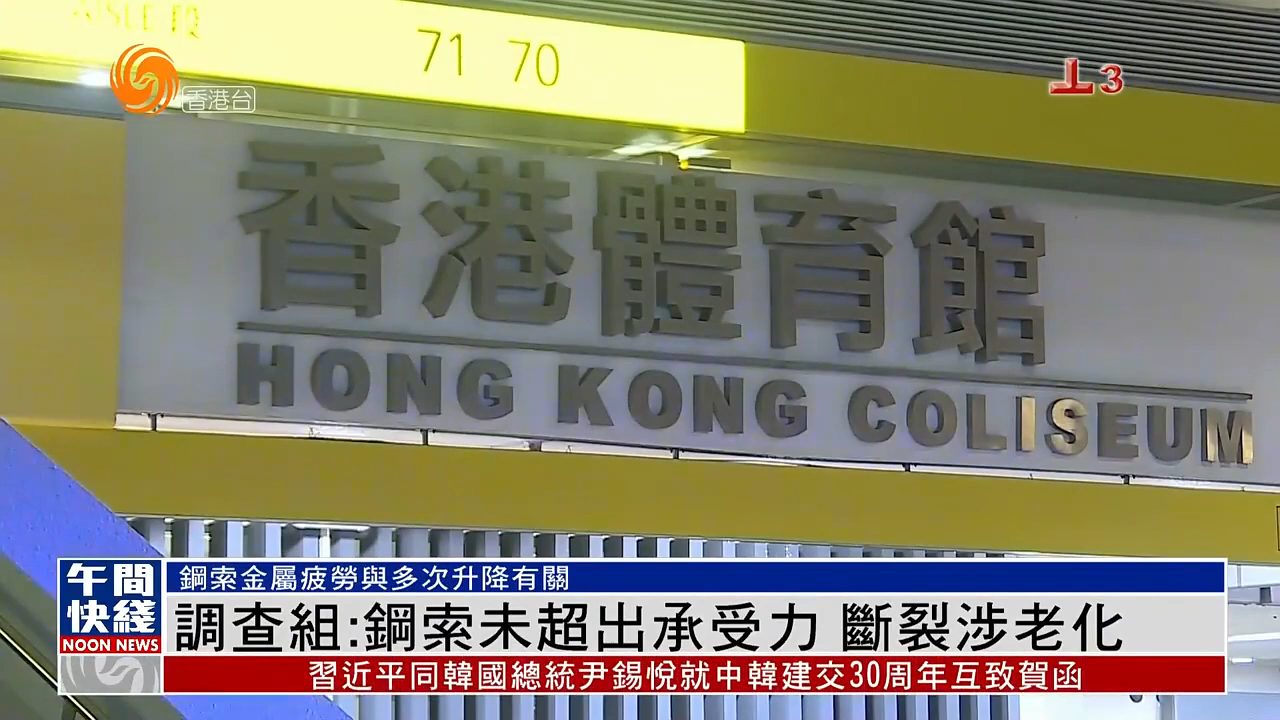 AISLE 段
71 70
香港台
3
香港體育館
HONG KONG COLISEUM
午間快綫
NOON NEWS
鋼索金屬疲勞與多次升降有關
調查組:鋼索未超出承受力 斷裂涉老化
習近平同韓國總統尹錫悅就中韓建交30周年互致賀函